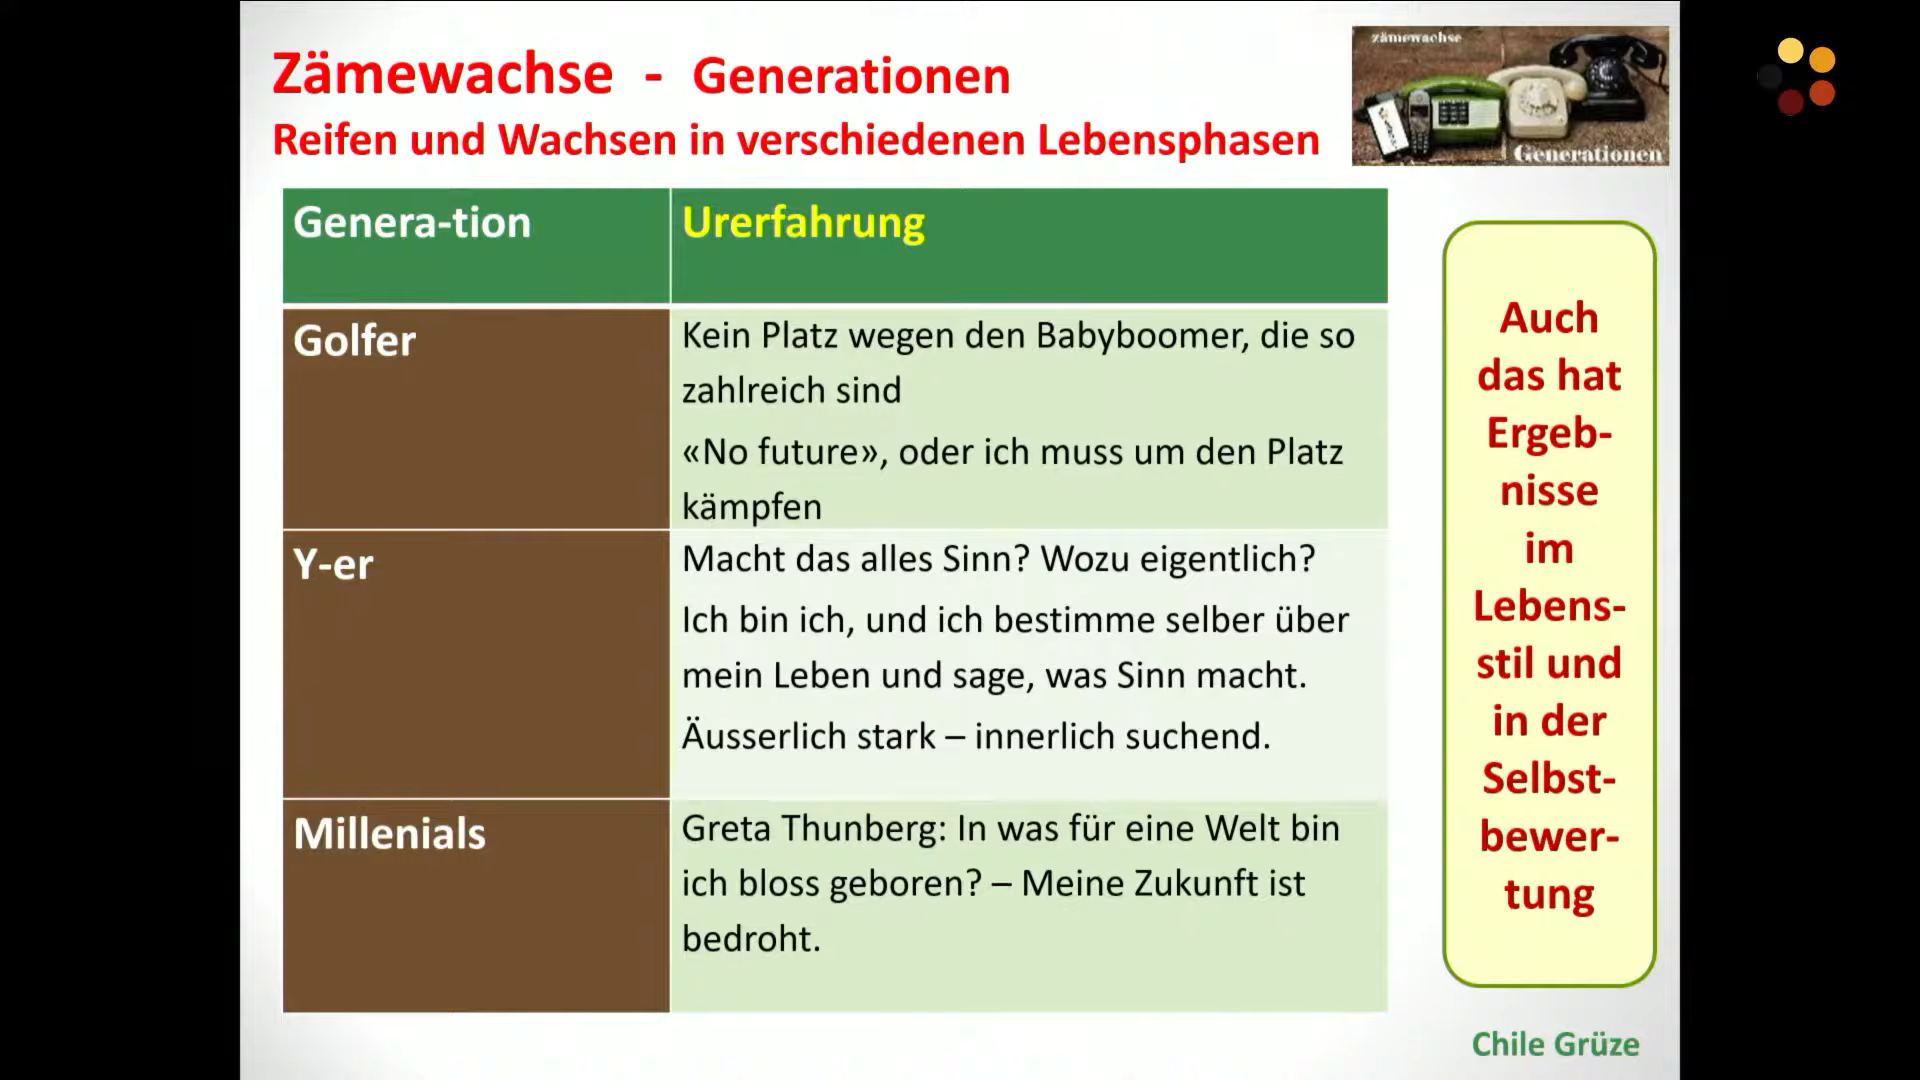 Zämewachse - Generationen
Reifen und Wachsen in verschiedenen Lebensphasen
zämewachse
Generationen
Genera-tion
Urerfahrung
Golfer
Kein Platz wegen den Babyboomer, die so
zahlreich sind
«No future», oder ich muss um den Platz
kämpfen
Y-er
Macht das alles Sinn? Wozu eigentlich?
Ich bin ich, und ich bestimme selber über
mein Leben und sage, was Sinn macht.
Äusserlich stark – innerlich suchend.
Millenials
Greta Thunberg: In was für eine Welt bin
ich bloss geboren? – Meine Zukunft ist
bedroht.
Auch
das hat
Ergeb-
nisse
im
Lebens-
stil und
in der
Selbst-
bewer-
tung
Chile Grüze